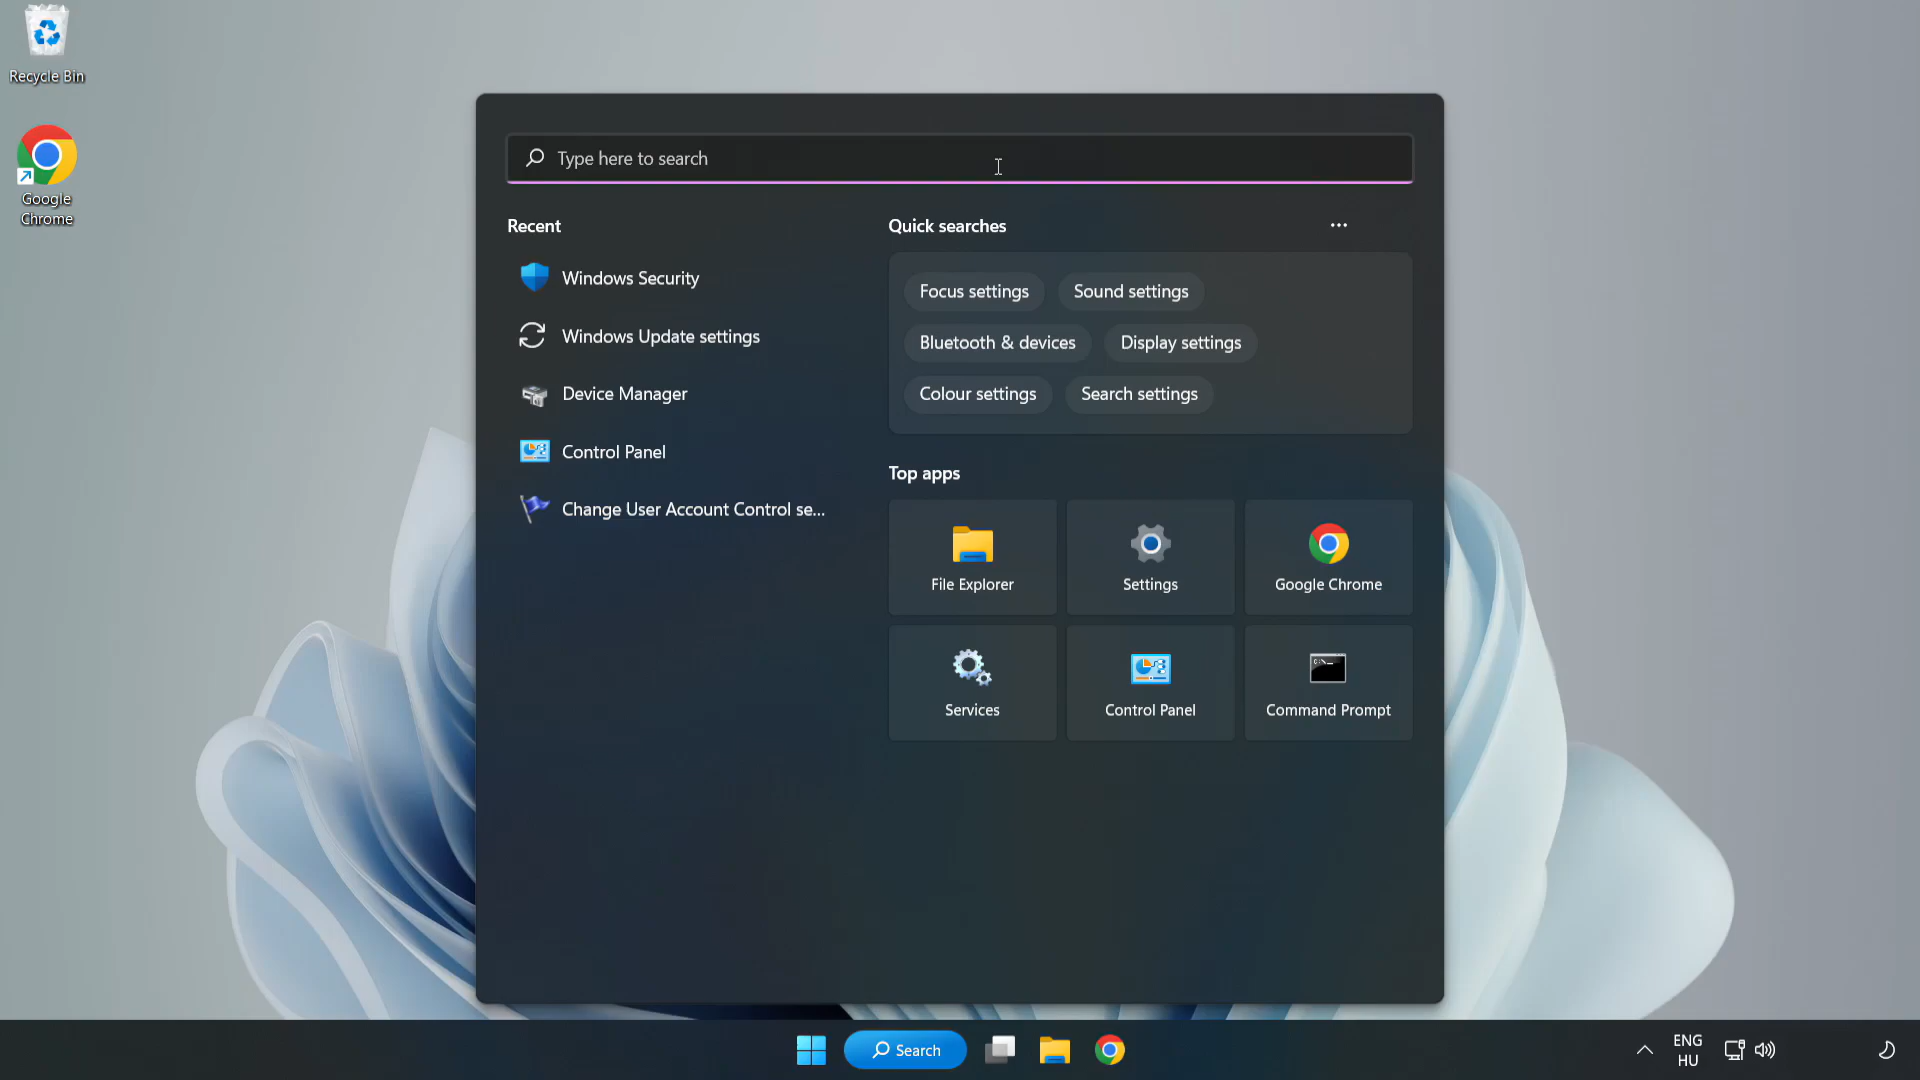 Recycle Bin
Google
Chrome
Type here to search
Recent
Windows Security
Windows Update settings
Device Manager
Control Panel
Change User Account Control se...
Quick searches
Focus settings
Sound settings
Bluetooth & devices
Display settings
Colour settings
Search settings
Top apps
File Explorer
Settings
Google Chrome
Services
Control Panel
Command Prompt
Search
ENG
HU